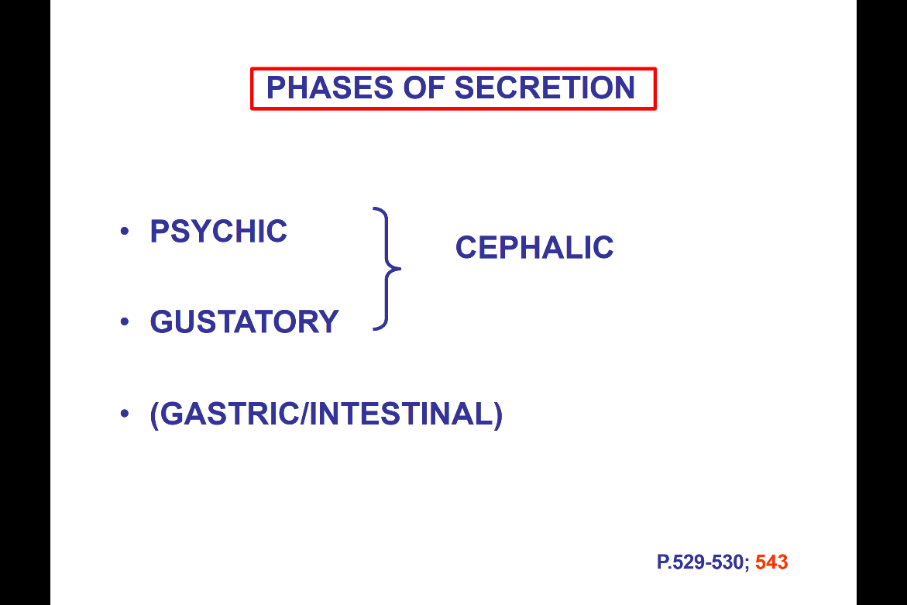 PHASES OF SECRETION
• PSYCHIC
CEPHALIC
• GUSTATORY
• (GASTRIC/INTESTINAL)
P.529-530; 543